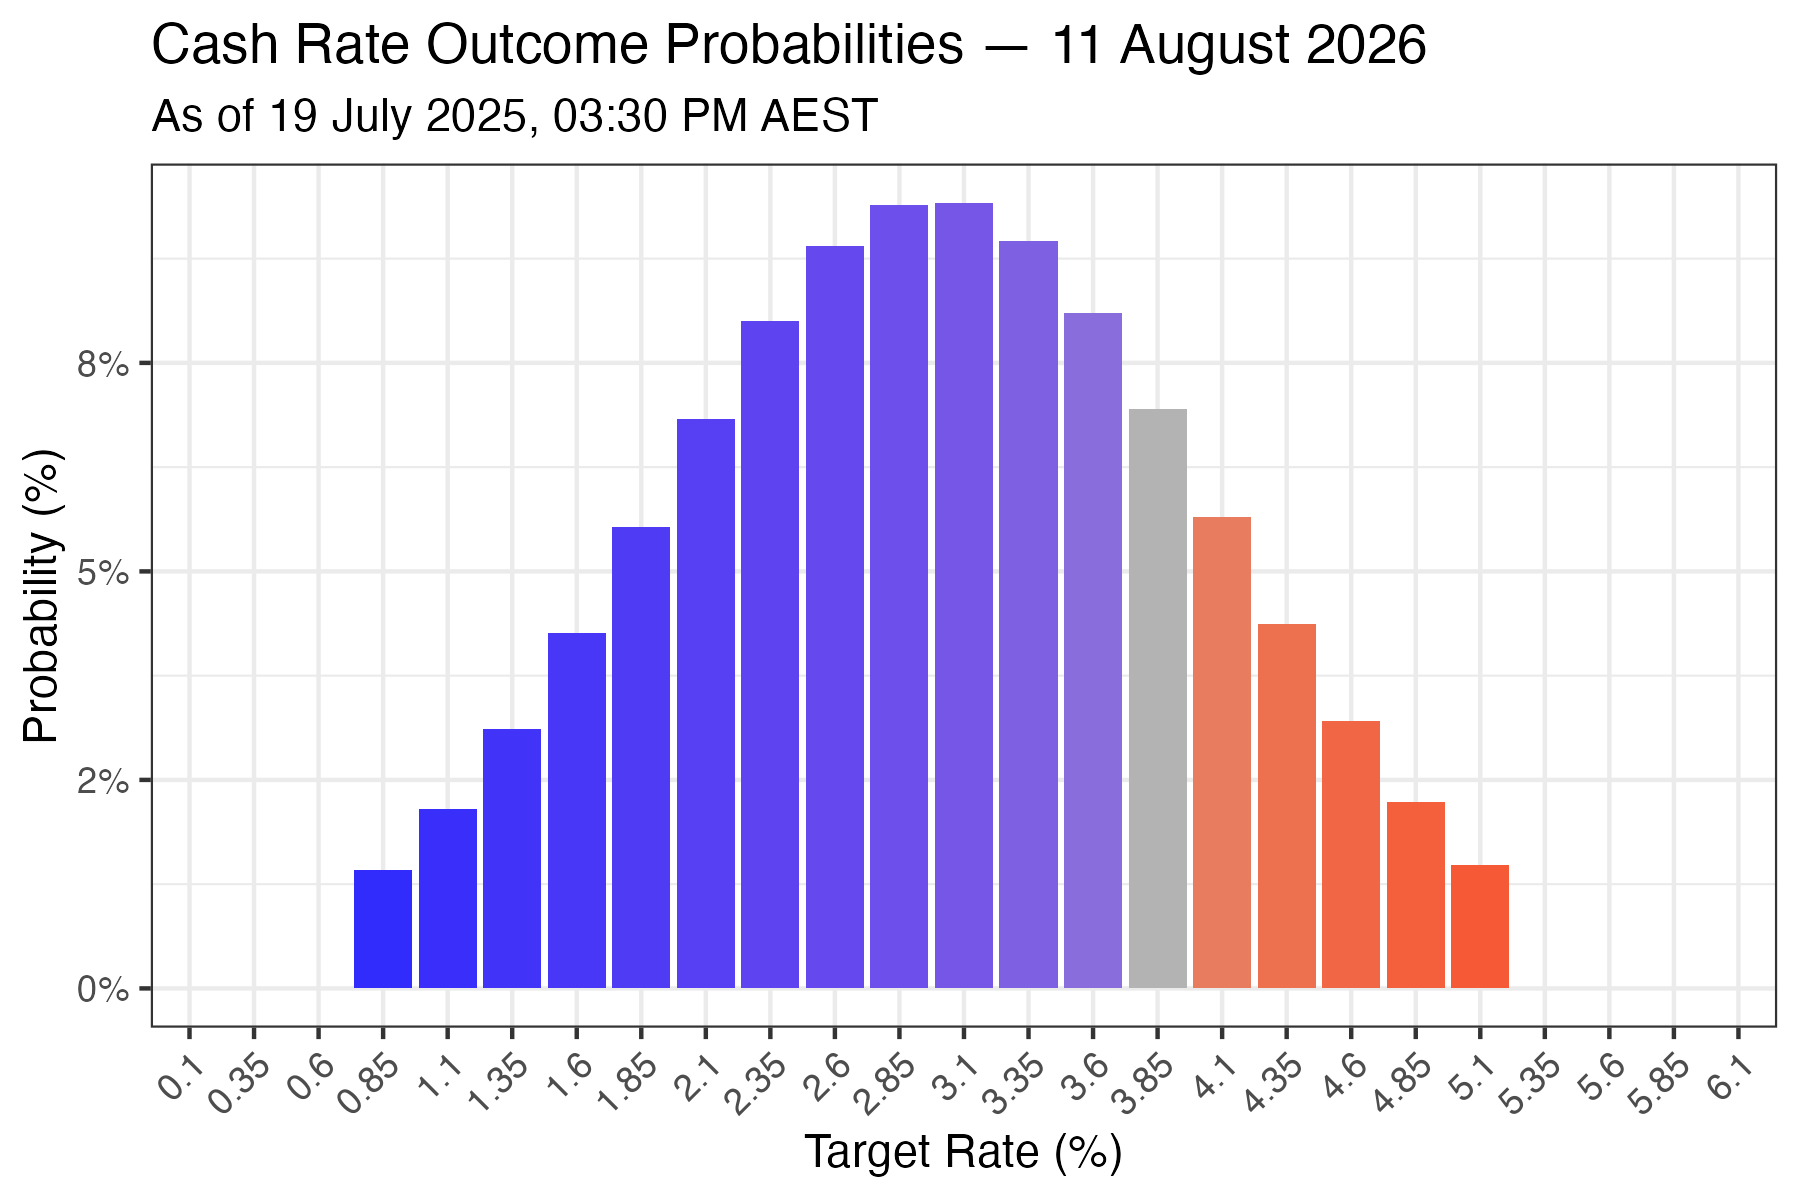 Cash Rate Outcome Probabilities — 11 August 2026
As of 19 July 2025, 03:30 PM AEST
Probability (%)
8%
5%
2%
0%
0.1 0.35 0.6 0.85 1.1 1.35 1.6 1.85 2.1 2.35 2.6 2.85 3.1 3.35 3.6 3.85 4.1 4.35 4.6 4.85 5.1 5.35 5.6 5.85 6.1
Target Rate (%)